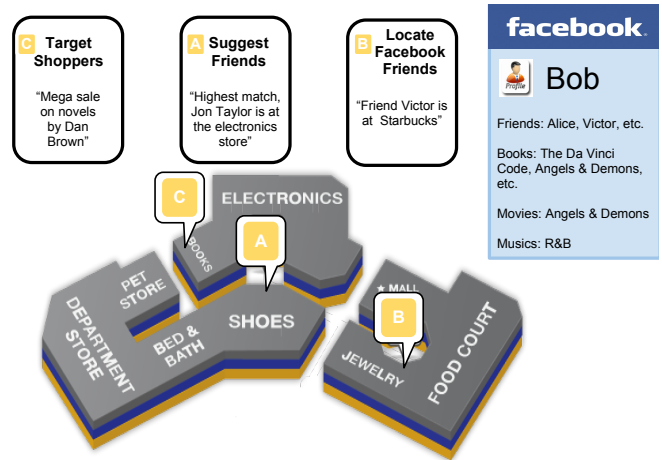 C Target
Shoppers
“Mega sale
on novels
by Dan
Brown”
A Suggest
Friends
“Highest match,
Jon Taylor is at
the electronics
store”
B Locate
Facebook
Friends
“Friend Victor is
at Starbucks”
facebook.
Profile
Bob
Friends: Alice, Victor, etc.
Books: The Da Vinci
Code, Angels & Demons,
etc.
Movies: Angels & Demons
Musics: R&B
C
ELECTRONICS
BOOKS
A
PET
STORE
DEPARTMENT
STORE
BED &
BATH
SHOES
★ MALL
B
JEWELRY
FOOD COURT